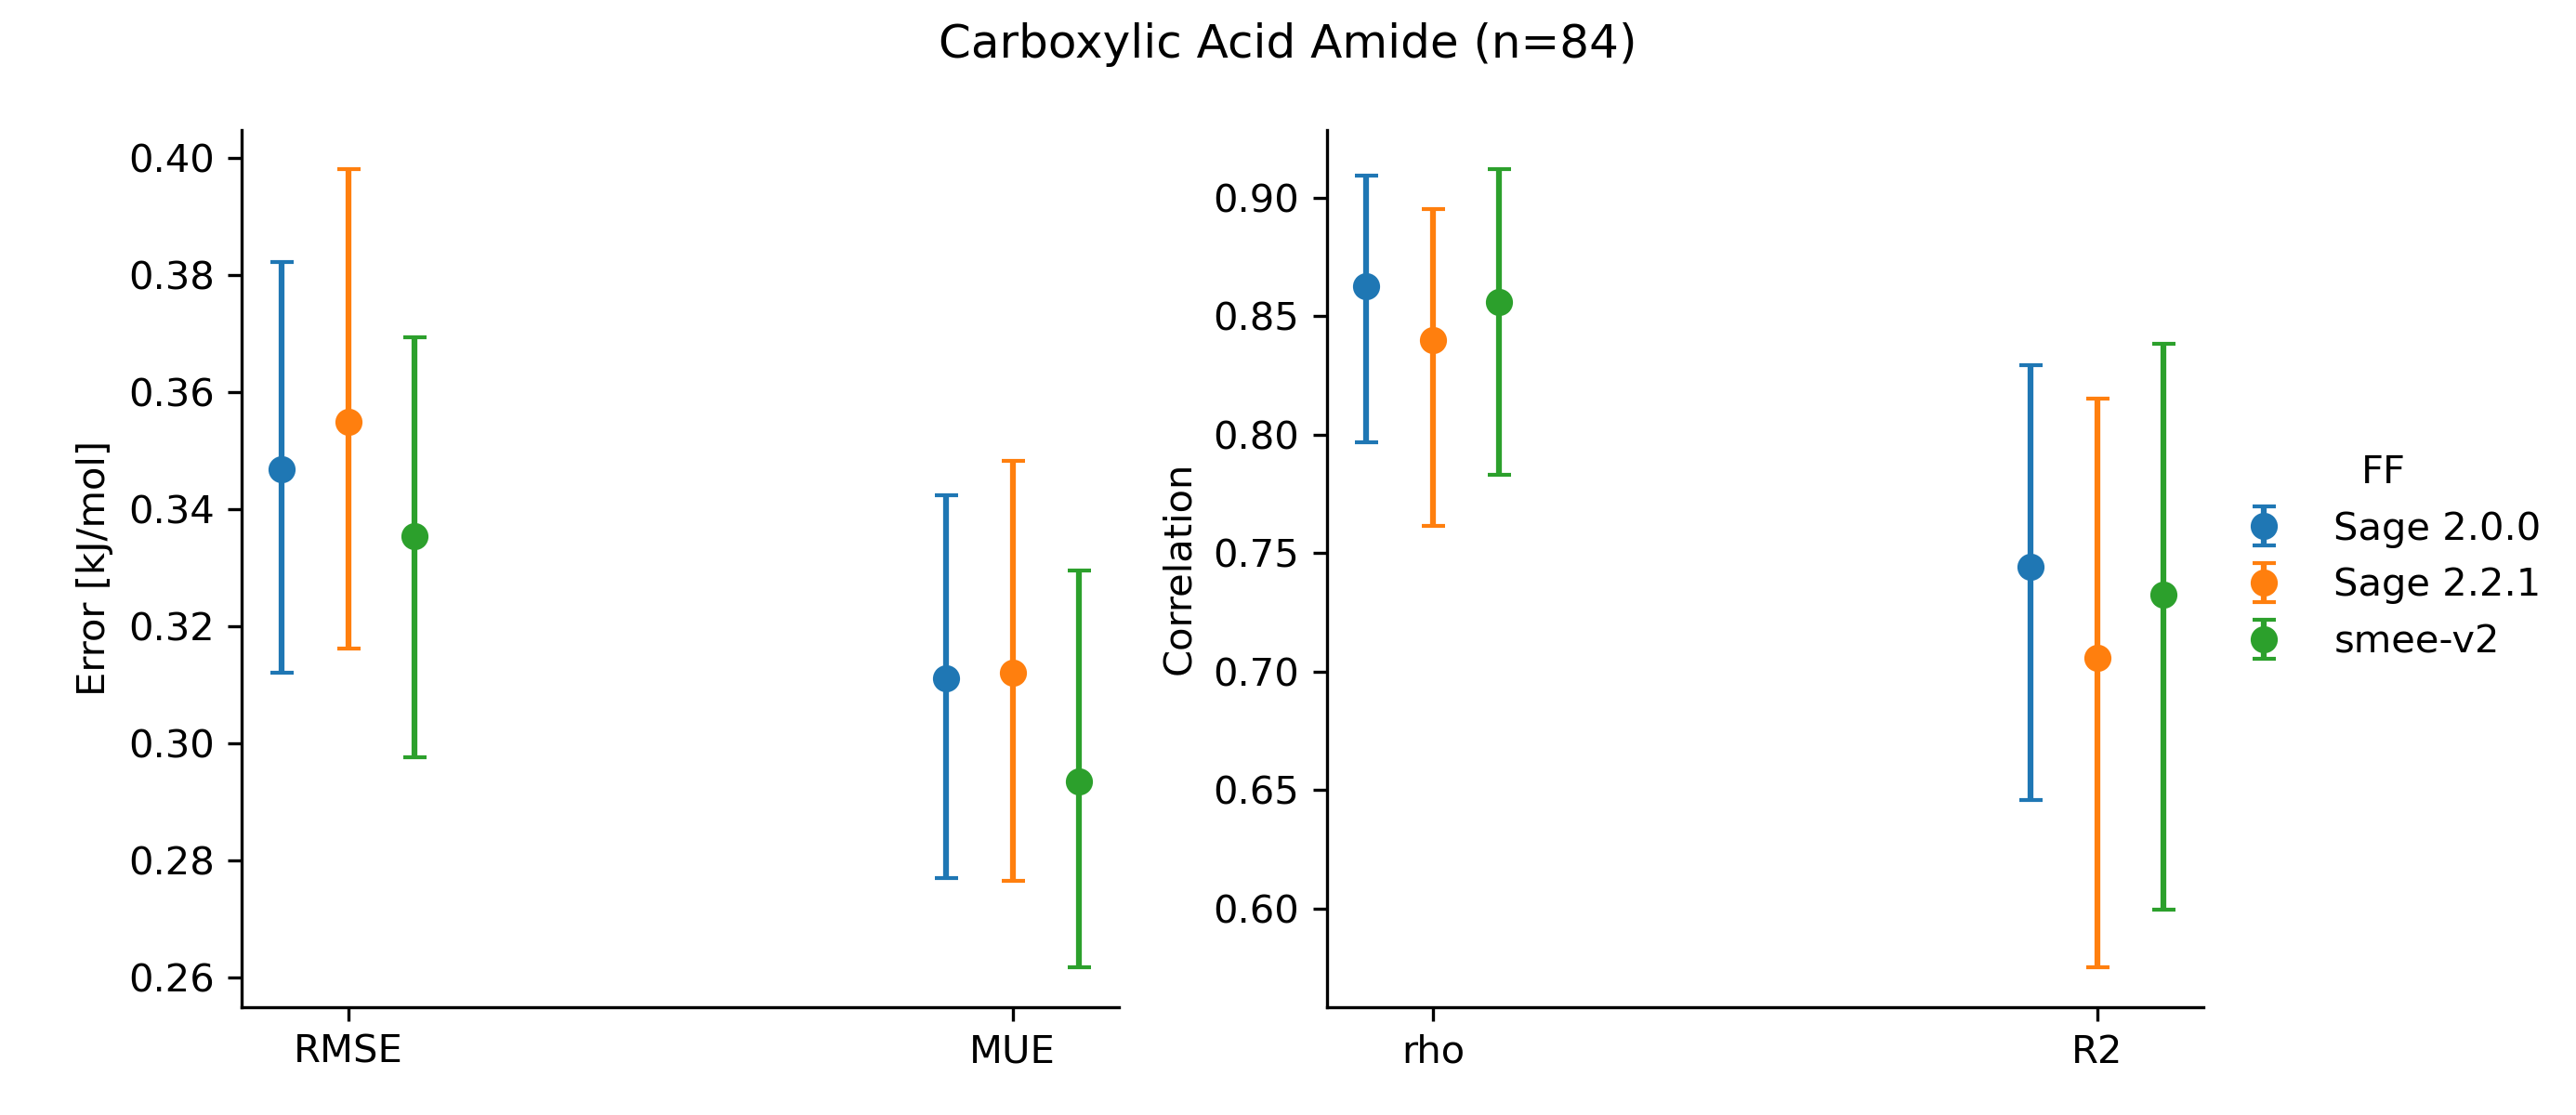 Carboxylic Acid Amide (n=84)
Error [kJ/mol]
0.40
0.38
0.36
0.34
0.32
0.30
0.28
0.26
RMSE
MUE
Correlation
0.90
0.85
0.80
0.75
0.70
0.65
0.60
rho
R2
FF
Sage 2.0.0
Sage 2.2.1
smee-v2